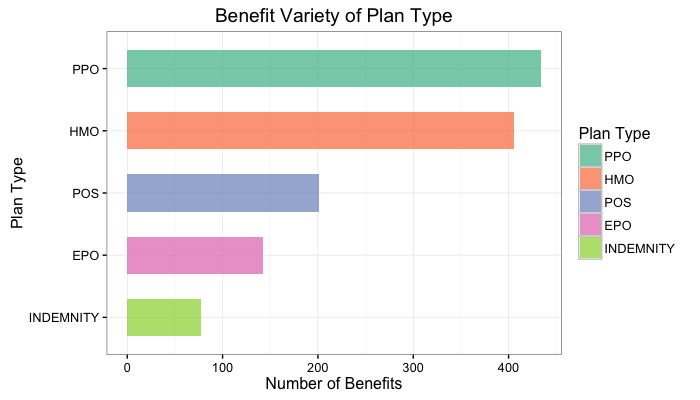 Benefit Variety of Plan Type
Plan Type
PPO
HMO
POS
EPO
INDEMNITY
0 100 200 300 400
Number of Benefits
Plan Type
PPO
HMO
POS
EPO
INDEMNITY